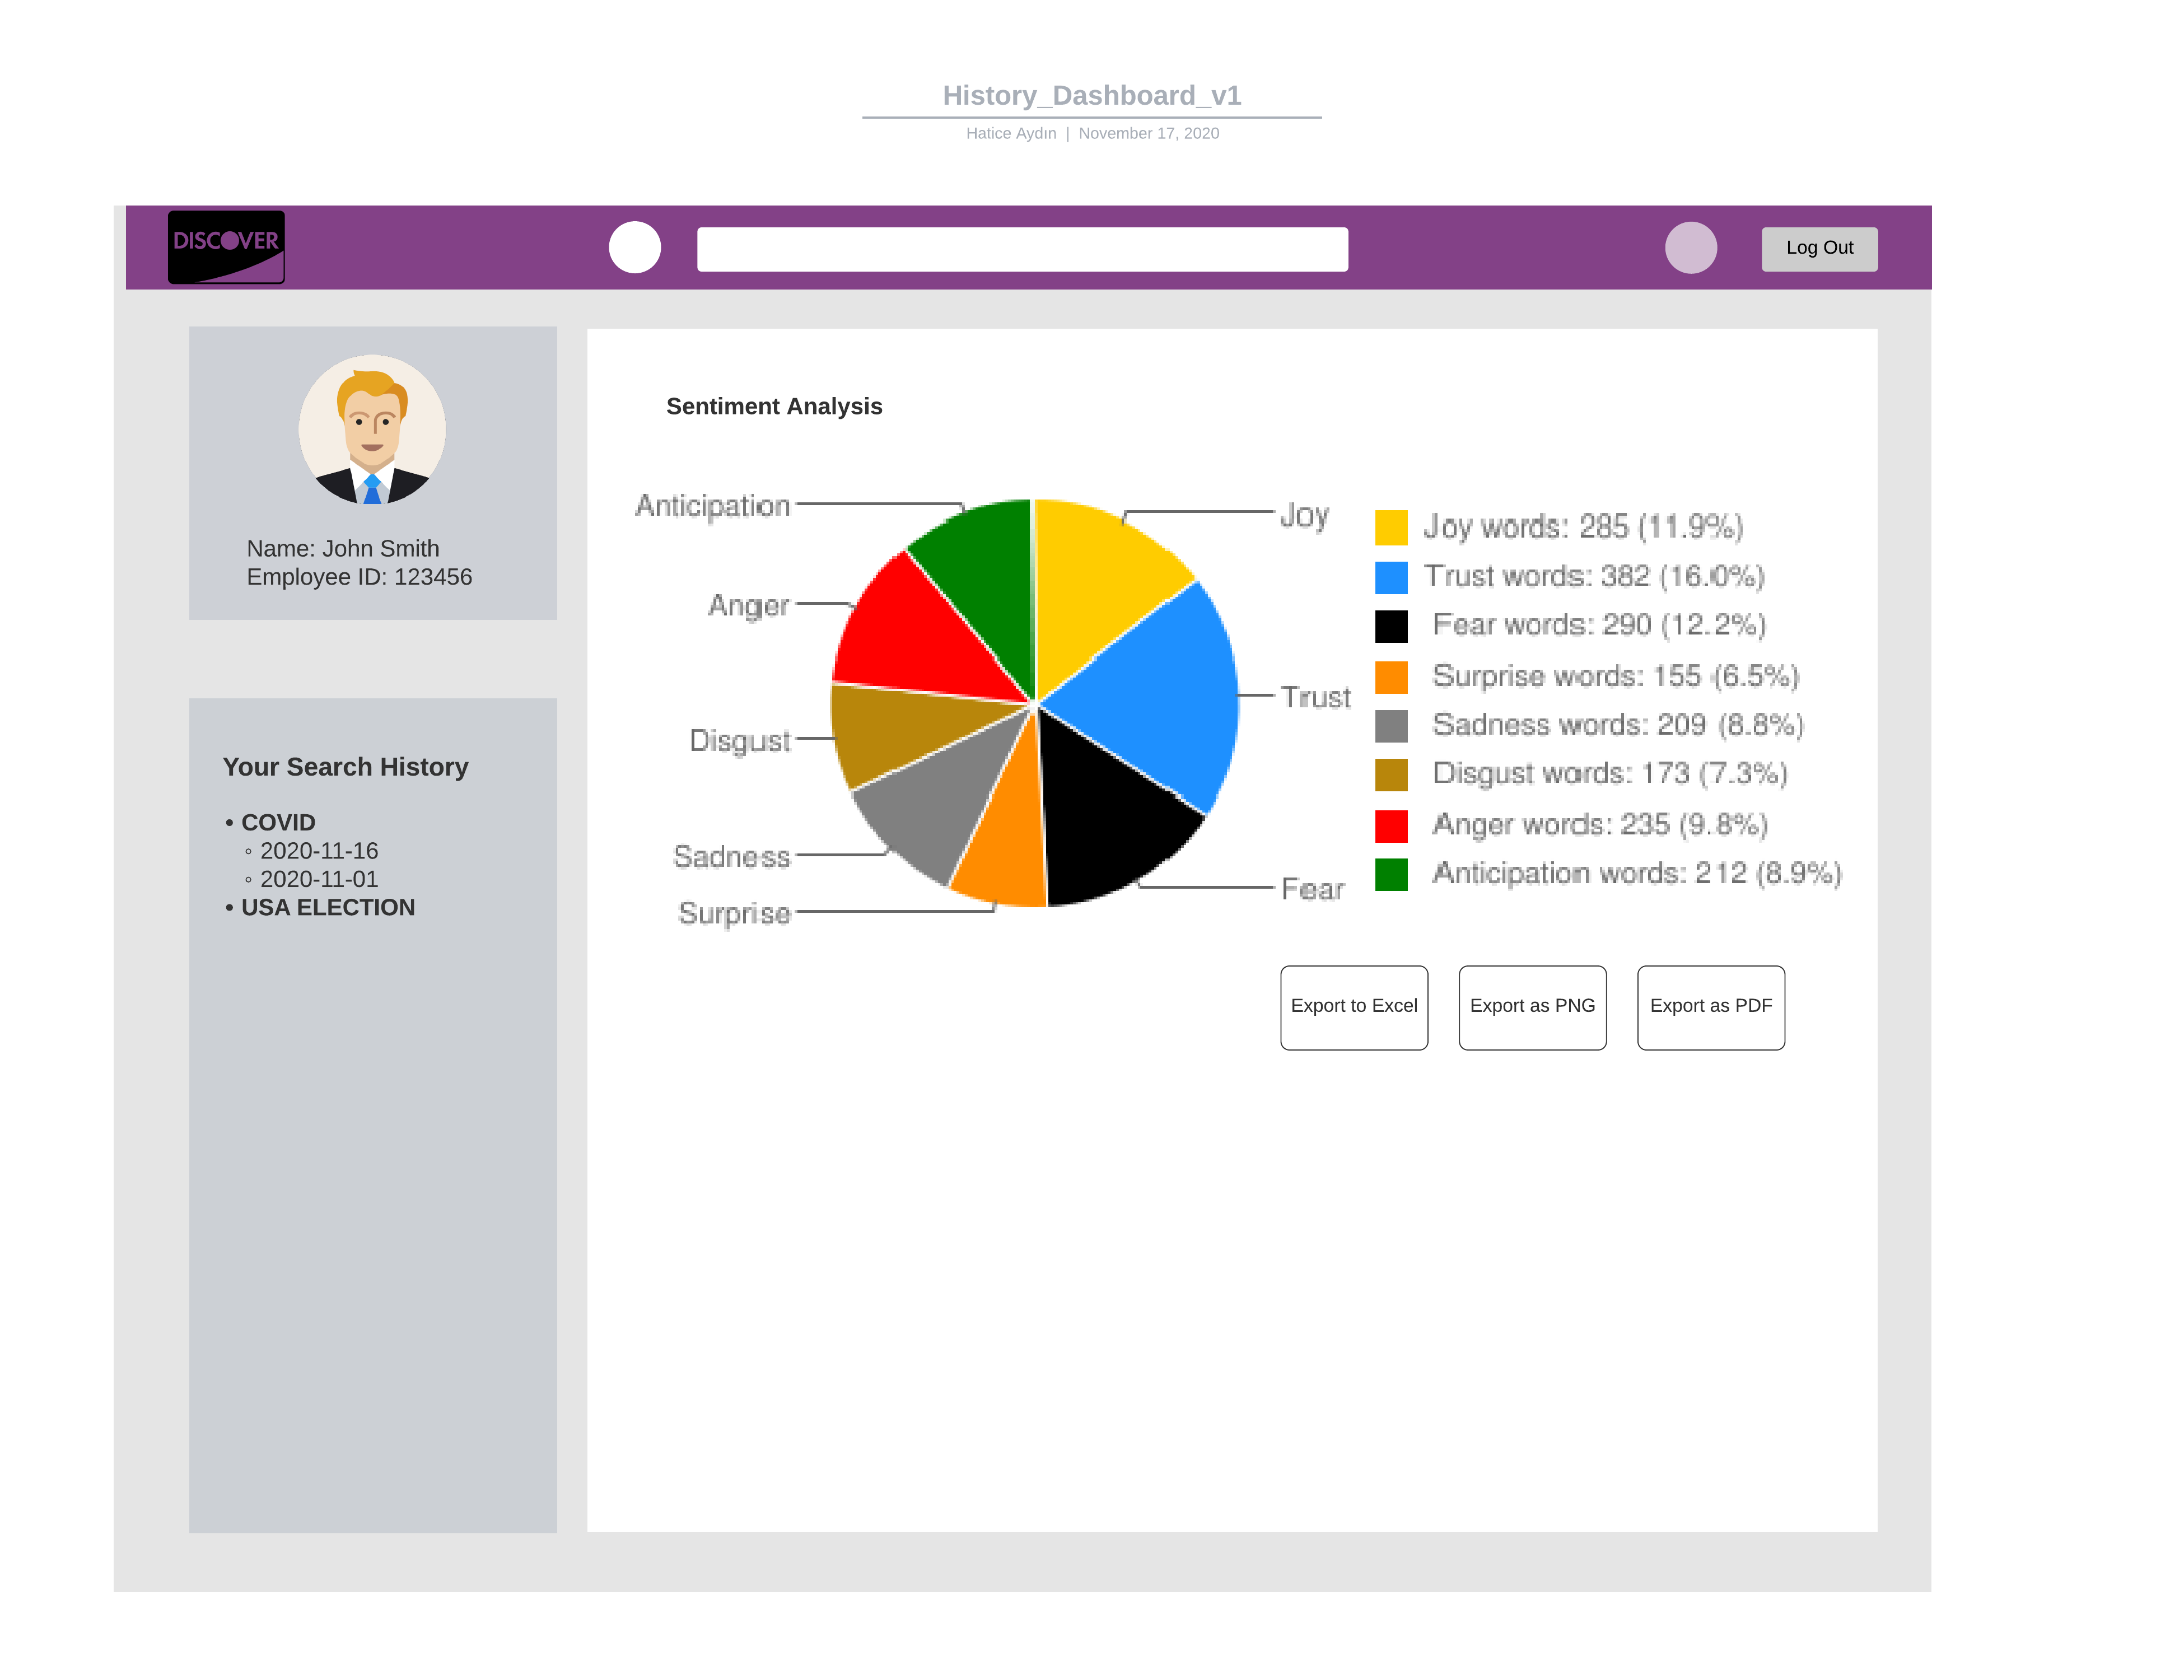 History_Dashboard_v1
Hatice Aydın | November 17, 2020
DISCOVER
Log Out
Name: John Smith
Employee ID: 123456
Your Search History
• COVID
◦ 2020-11-16
◦ 2020-11-01
• USA ELECTION
Sentiment Analysis
Anticipation
Anger
Disgust
Sadness
Surprise
Joy
Trust
Fear
Joy words: 285 (11.9%)
Trust words: 382 (16.0%)
Fear words: 290 (12.2%)
Surprise words: 155 (6.5%)
Sadness words: 209 (8.8%)
Disgust words: 173 (7.3%)
Anger words: 235 (9.8%)
Anticipation words: 212 (8.9%)
Export to Excel
Export as PNG
Export as PDF